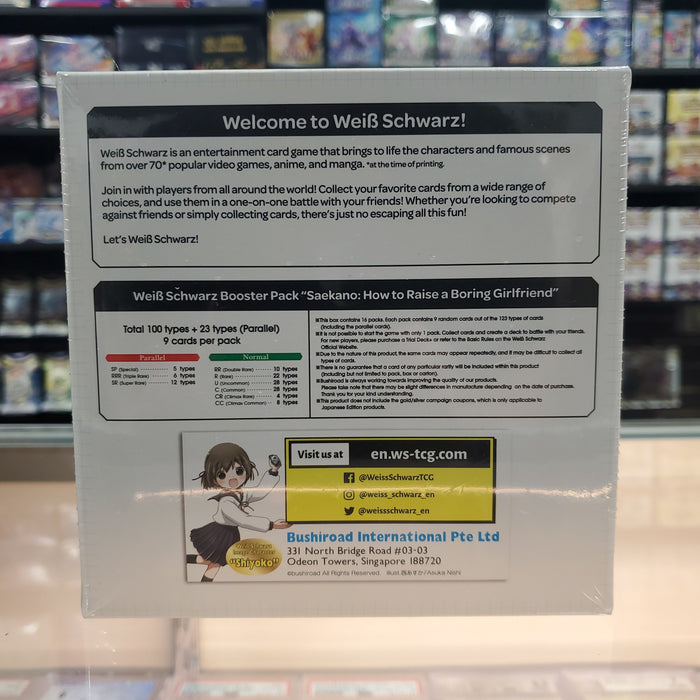 Welcome to Weiß Schwarz!
Weiß Schwarz is an entertainment card game that brings to life the characters and famous scenes
from over 70* popular video games, anime, and manga. *at the time of printing.
Join in with players from all around the world! Collect your favorite cards from a wide range of
choices, and use them in a one-on-one battle with your friends! Whether you're looking to compete
against friends or simply collecting cards, there's just no escaping all this fun!
Let's Weiß Schwarz!
Weiß Schwarz Booster Pack "Saekano: How to Raise a Boring Girlfriend"
Total 100 types + 23 types (Parallel)
9 cards per pack
Parallel
SP (Special) 5 types
RRR (Triple Rare) 6 types
SR (Super Rare) 12 types
Normal
RR (Double Rare) 10 types
R (Rare) 22 types
U (Uncommon) 28 types
C (Common) 28 types
CR (Climax Rare) 4 types
CC (Climax Common) 8 types
■This box contains 16 packs. Each pack contains 9 random cards out of the 123 types of cards
(including the parallel cards).
■It is not possible to start the game with only 1 pack. Collect cards and create a deck to battle with your friends.
For new players, please purchase a Trial Deck+ or refer to the Basic Rules on the Weiß Schwarz
Official Website.
■Due to the nature of this product, the same cards may appear repeatedly, and it may be difficult to collect all
types of cards.
■There is no guarantee that a card of any particular rarity will be included within this product
(including but not limited to pack, box or carton).
■Bushiroad is always working towards improving the quality of our products.
Please take note that there may be slight differences in manufacture depending on the date of purchase.
Thank you for your kind understanding.
■This product does not include the gold/silver campaign coupons, which is only applicable to
Japanese Edition products.
Visit us at en.ws-tcg.com
@WeissSchwarzTCG
@weiss_schwarz_en
@weissschwarz_en
Weiß Schwarz
Image Character
"Shiyoko"
Bushiroad International Pte Ltd
331 North Bridge Road #03-03
Odeon Towers, Singapore 188720
©bushiroad All Rights Reserved. illust.西あすか/Asuka Nishi